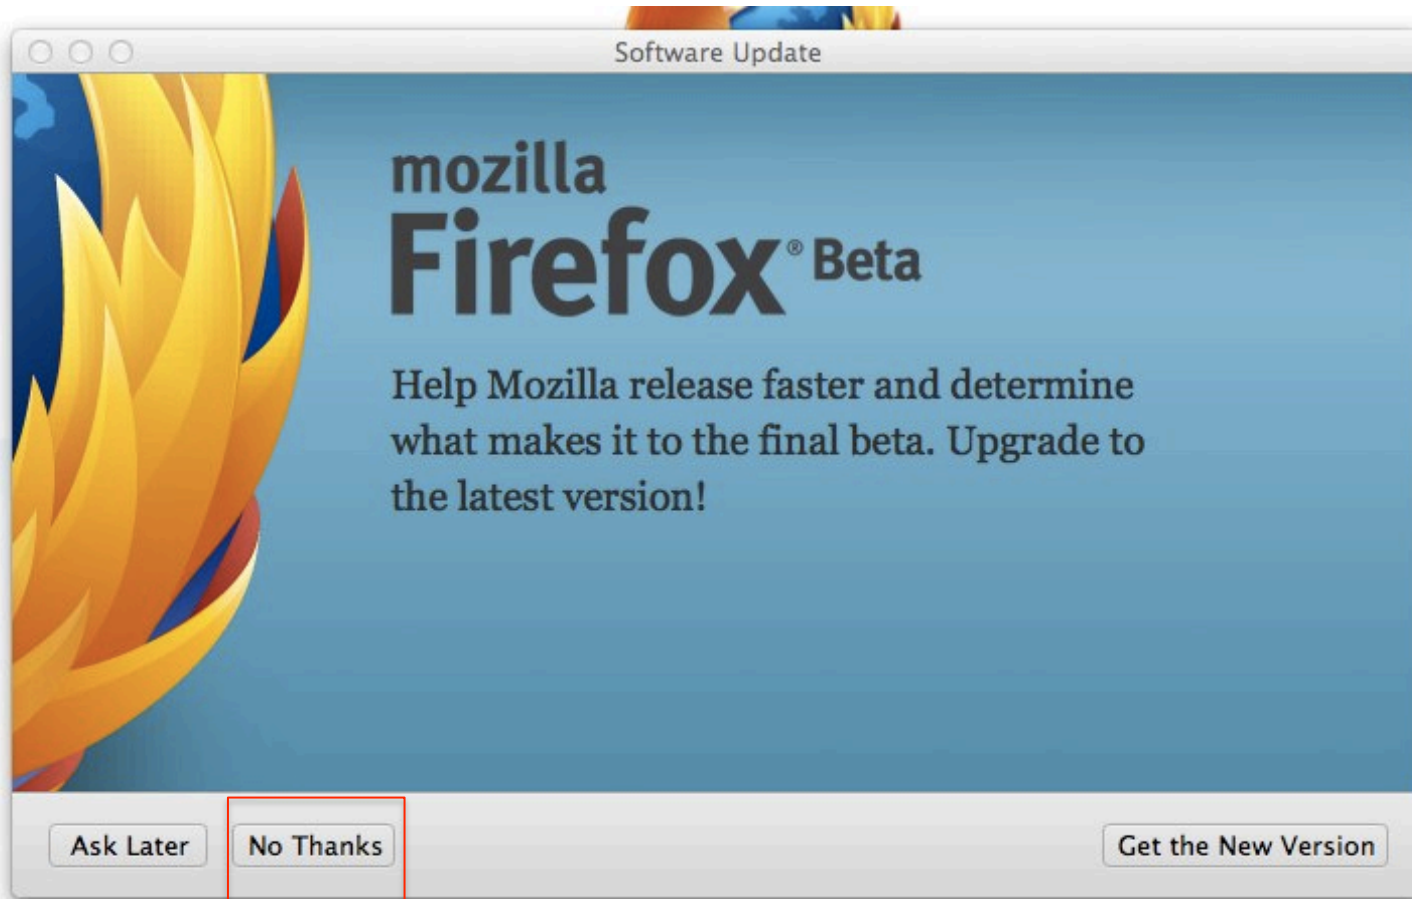 Software Update
mozilla
Firefox® Beta
Help Mozilla release faster and determine
what makes it to the final beta. Upgrade to
the latest version!
Ask Later No Thanks Get the New Version